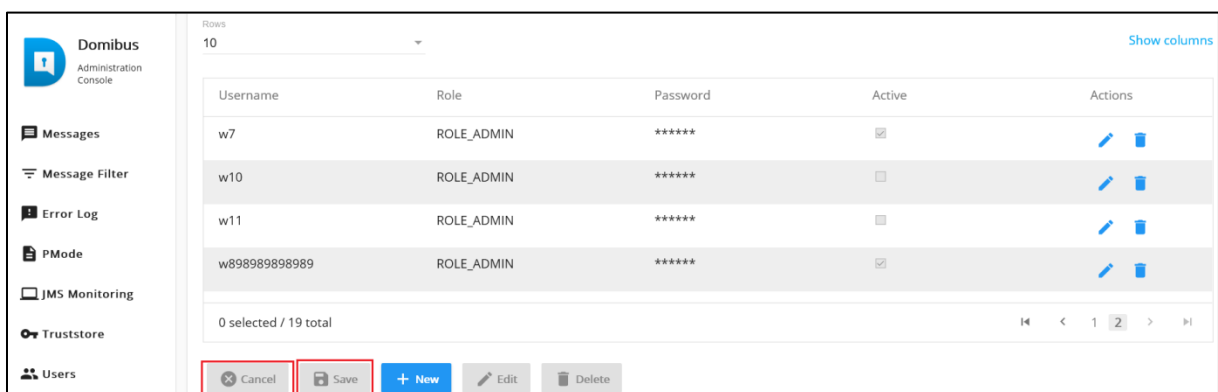 Domibus
Administration
Console
Messages
Message Filter
Error Log
PMode
JMS Monitoring
Truststore
Users
Rows
10
Show columns
Username Role Password Active Actions
w7 ROLE_ADMIN ******
w10 ROLE_ADMIN ******
w11 ROLE_ADMIN ******
w898989898989 ROLE_ADMIN ******
0 selected / 19 total 1 2
Cancel Save + New Edit Delete